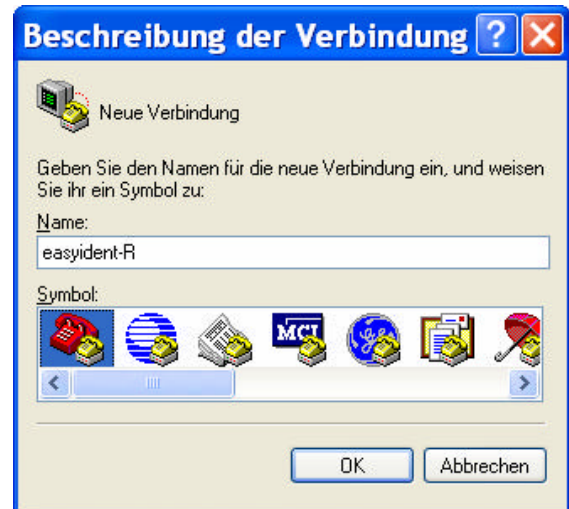 Beschreibung der Verbindung
Neue Verbindung
Geben Sie den Namen für die neue Verbindung ein, und weisen
Sie ihr ein Symbol zu:
Name:
easyident-R
Symbol:
MCI
OK Abbrechen